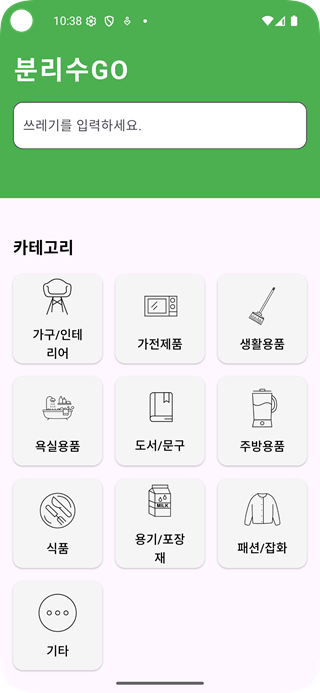 10:38
분리수GO
쓰레기를 입력하세요.
카테고리
가구/인테
리어
가전제품
생활용품
욕실용품
도서/문구
주방용품
MILK
식품
용기/포장
재
패션/잡화
기타